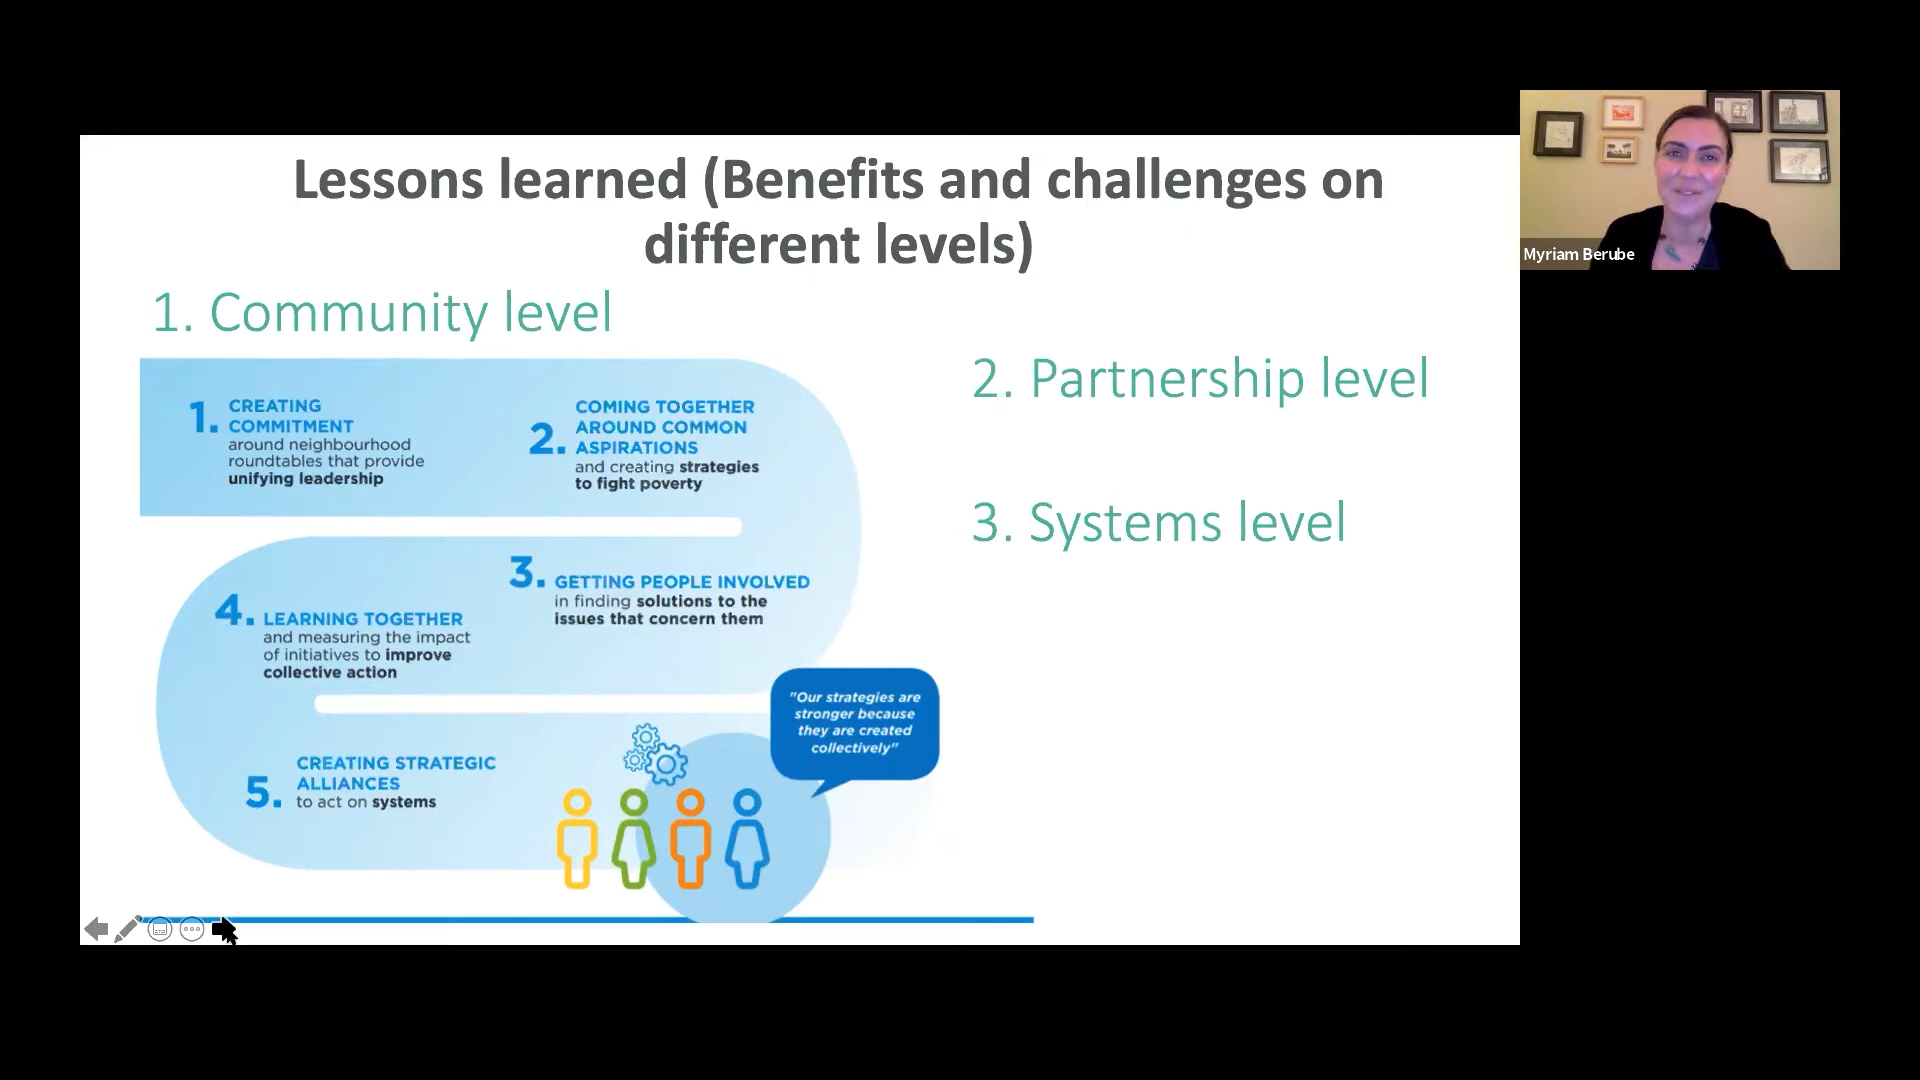 Lessons learned (Benefits and challenges on
different levels)
1. Community level
1. CREATING
COMMITMENT
around neighbourhood
roundtables that provide
unifying leadership
2. COMING TOGETHER
AROUND COMMON
ASPIRATIONS
and creating strategies
to fight poverty
3. GETTING PEOPLE INVOLVED
in finding solutions to the
issues that concern them
4. LEARNING TOGETHER
and measuring the impact
of initiatives to improve
collective action
5. CREATING STRATEGIC
ALLIANCES
to act on systems
"Our strategies are
stronger because
they are created
collectively"
2. Partnership level
3. Systems level
Myriam Berube